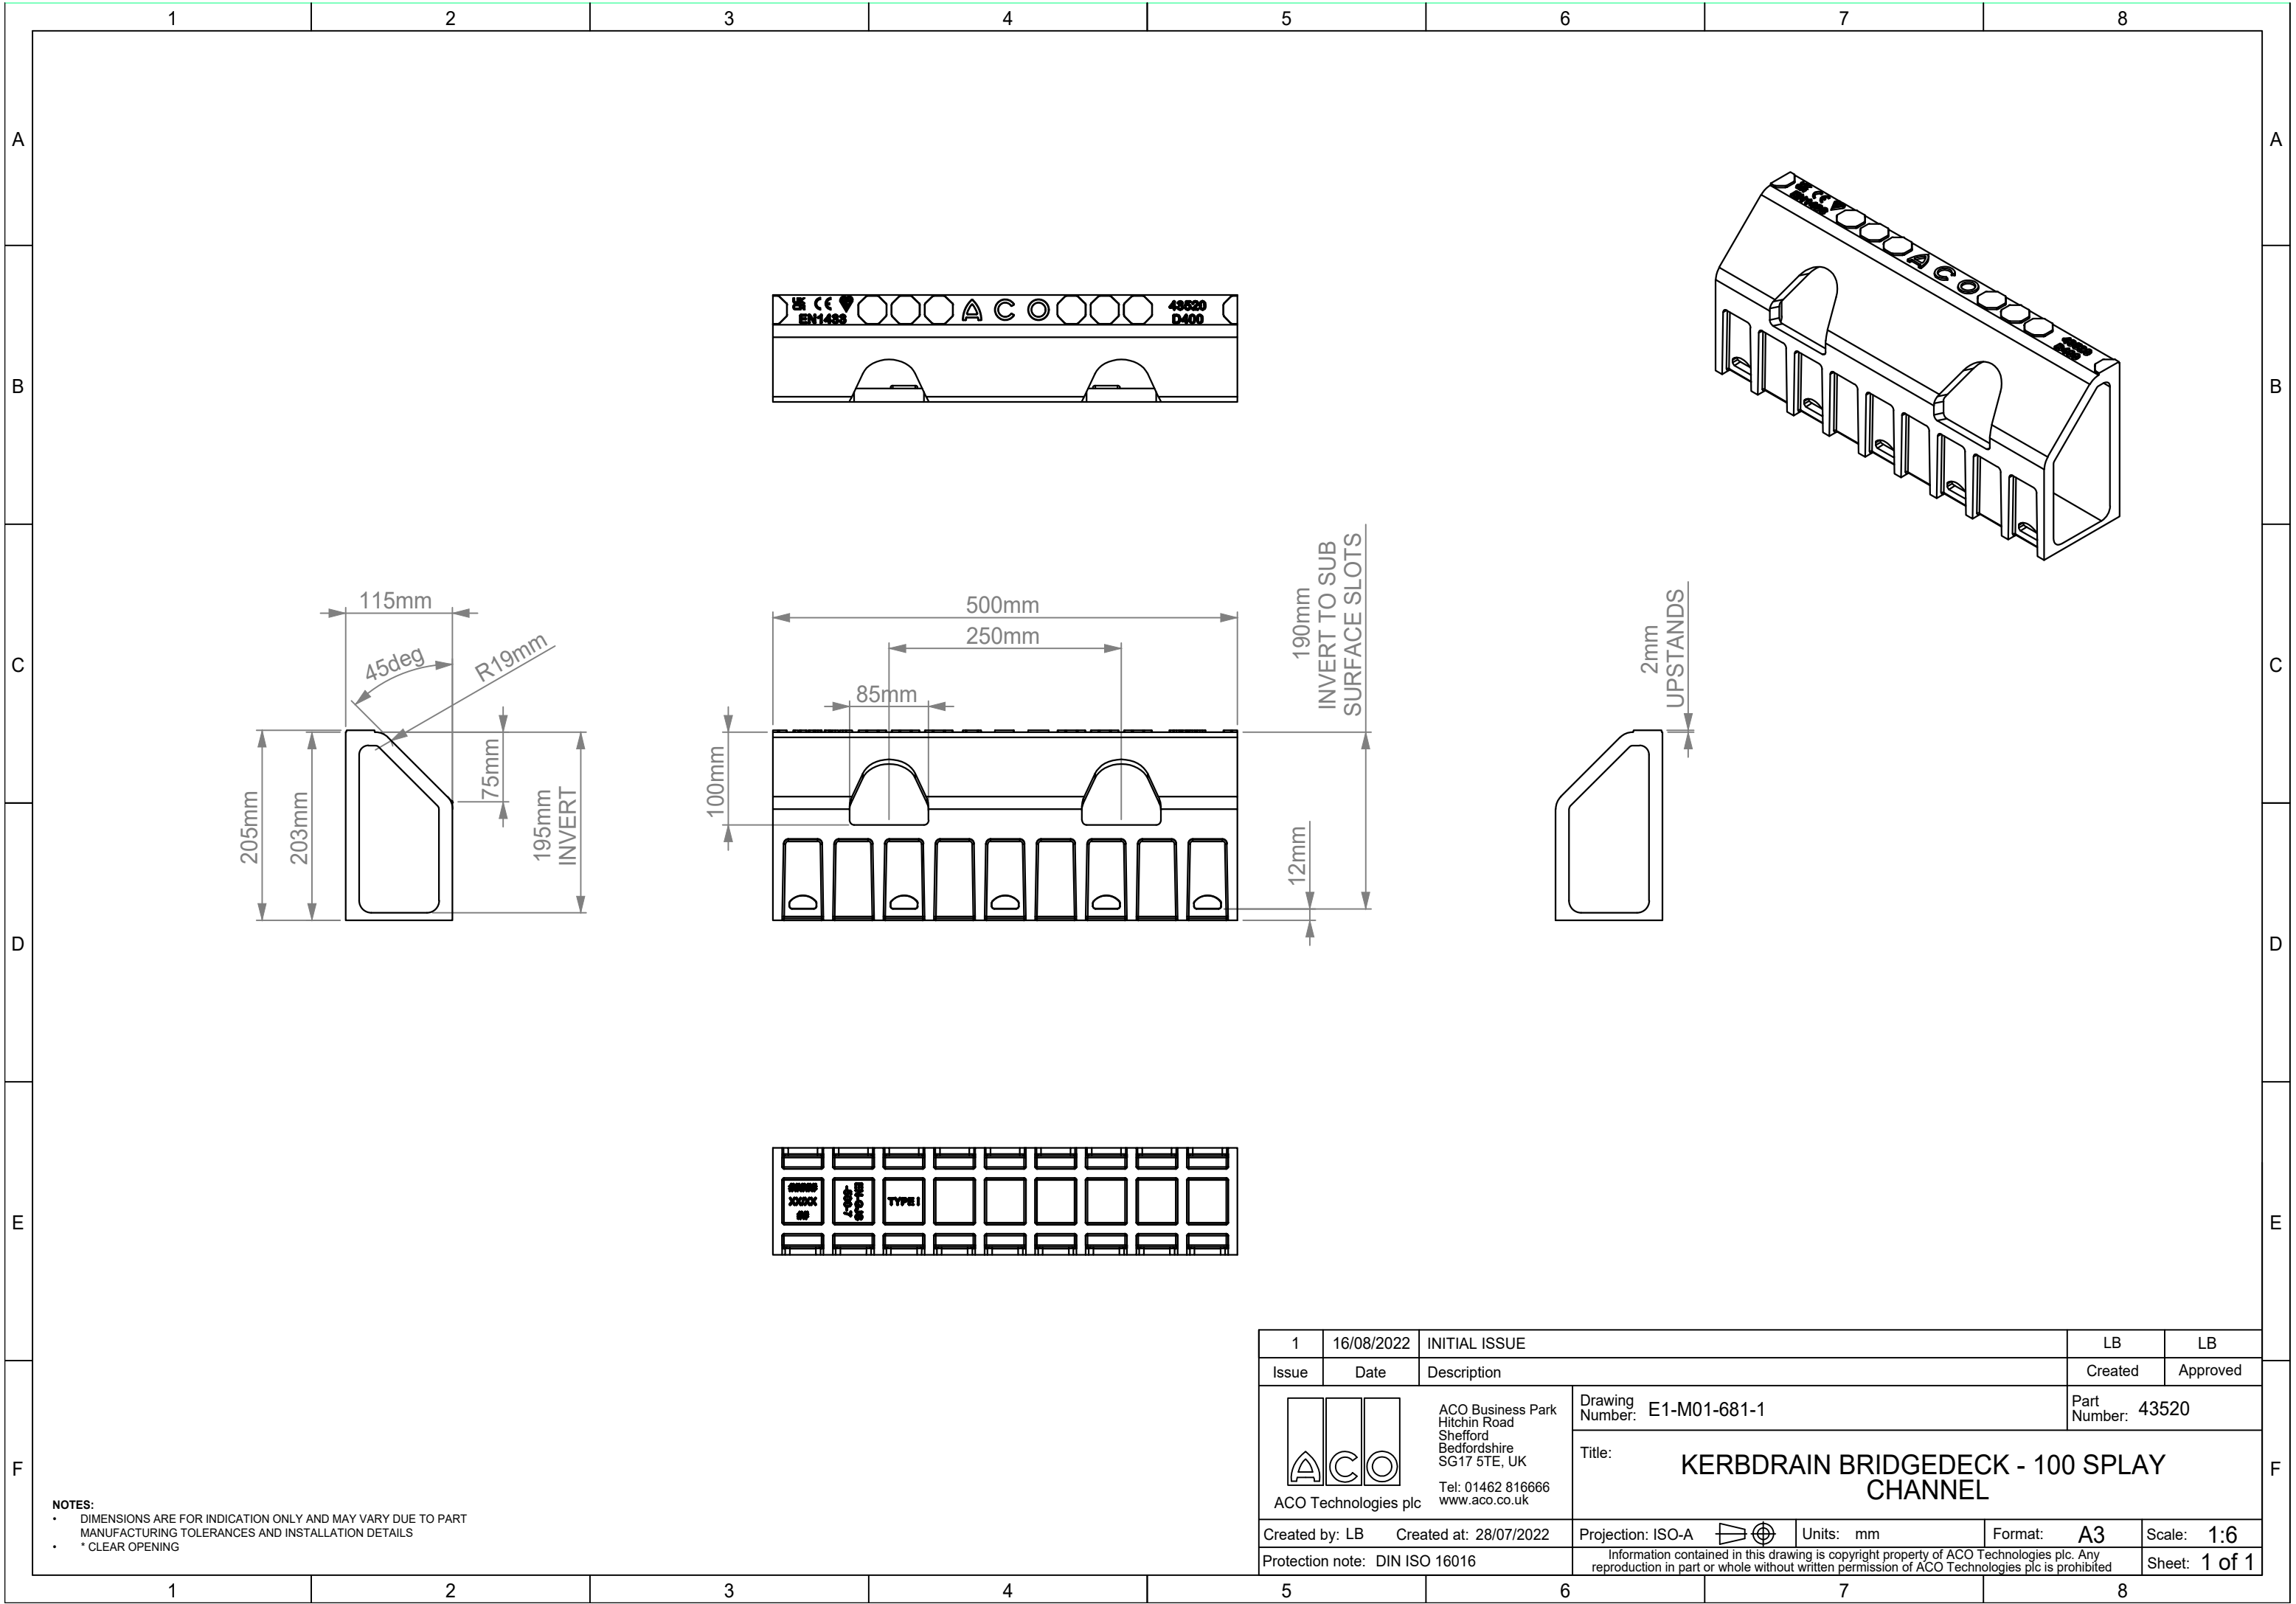 1 2 3 4 5 6 7 8
A A
B B
C C
D D
E E
F F
EN1433
A C O
43520
D400
A C O
115mm
45deg
R19mm
205mm
203mm
75mm
195mm
INVERT
500mm
250mm
85mm
100mm
12mm
190mm
INVERT TO SUB
SURFACE SLOTS
2mm
UPSTANDS
#####
XX/XX
##
TYPE I
NOTES:
• DIMENSIONS ARE FOR INDICATION ONLY AND MAY VARY DUE TO PART
MANUFACTURING TOLERANCES AND INSTALLATION DETAILS
• * CLEAR OPENING
1 16/08/2022 INITIAL ISSUE LB LB
Issue Date Description Created Approved
ACO
ACO Technologies plc
ACO Business Park
Hitchin Road
Shefford
Bedfordshire
SG17 5TE, UK
Tel: 01462 816666
www.aco.co.uk
Drawing
Number: E1-M01-681-1
Part
Number: 43520
Title:
KERBDRAIN BRIDGEDECK - 100 SPLAY
CHANNEL
Created by: LB Created at: 28/07/2022
Projection: ISO-A Units: mm Format: A3 Scale: 1:6
Protection note: DIN ISO 16016
Information contained in this drawing is copyright property of ACO Technologies plc. Any
reproduction in part or whole without written permission of ACO Technologies plc is prohibited
Sheet: 1 of 1
1 2 3 4 5 6 7 8